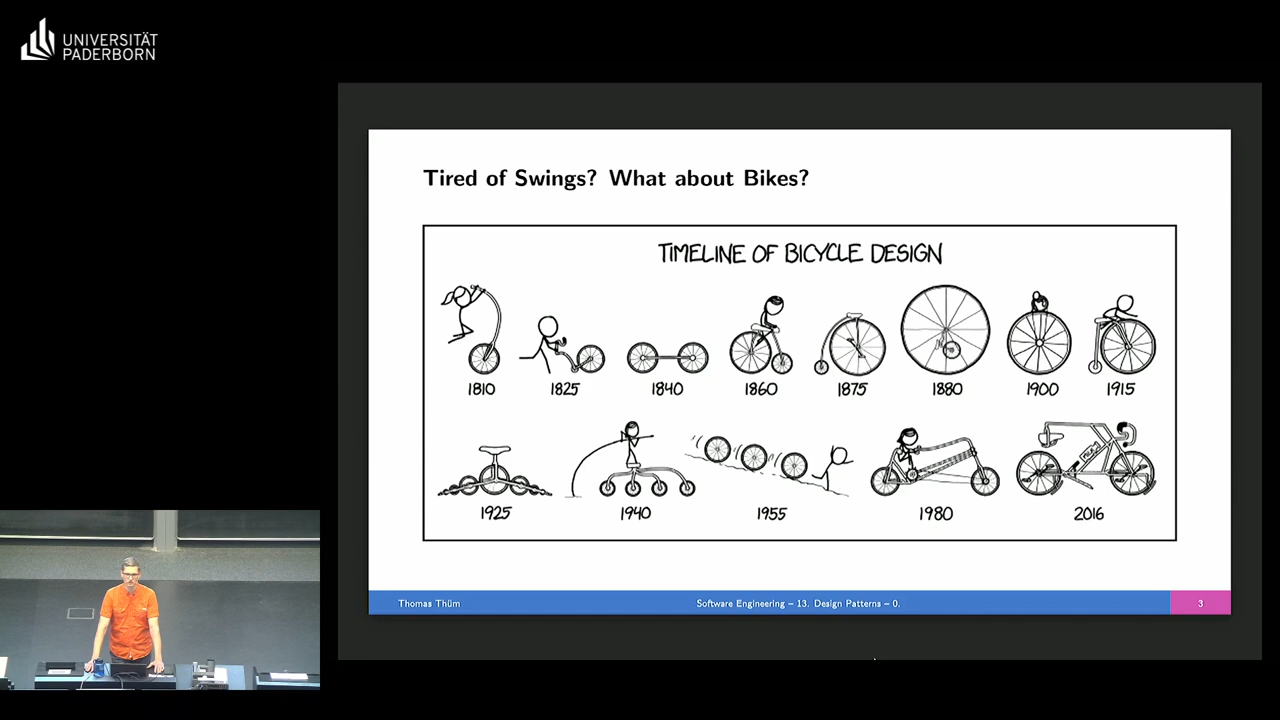 UNIVERSITÄT
PADERBORN
Tired of Swings? What about Bikes?
TIMELINE OF BICYCLE DESIGN
1810 1825 1840 1860 1875 1880 1900 1915
1925 1940 1955 1980 2016
Thomas Thüm Software Engineering – 13. Design Patterns – 0. 3